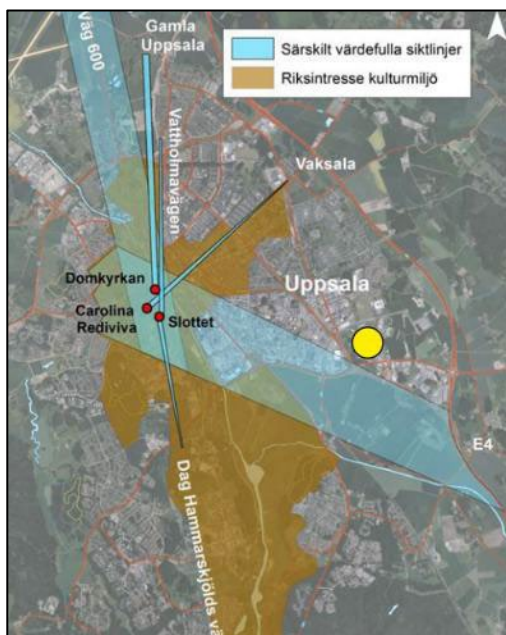 Väg 600
Gamla
Uppsala
Särskilt värdefulla siktlinjer
Riksintresse kulturmiljö
Vattholmavägen
Vaksala
Domkyrkan
Uppsala
Carolina
Rediviva
Slottet
E4
Dag Hammarskjölds vä